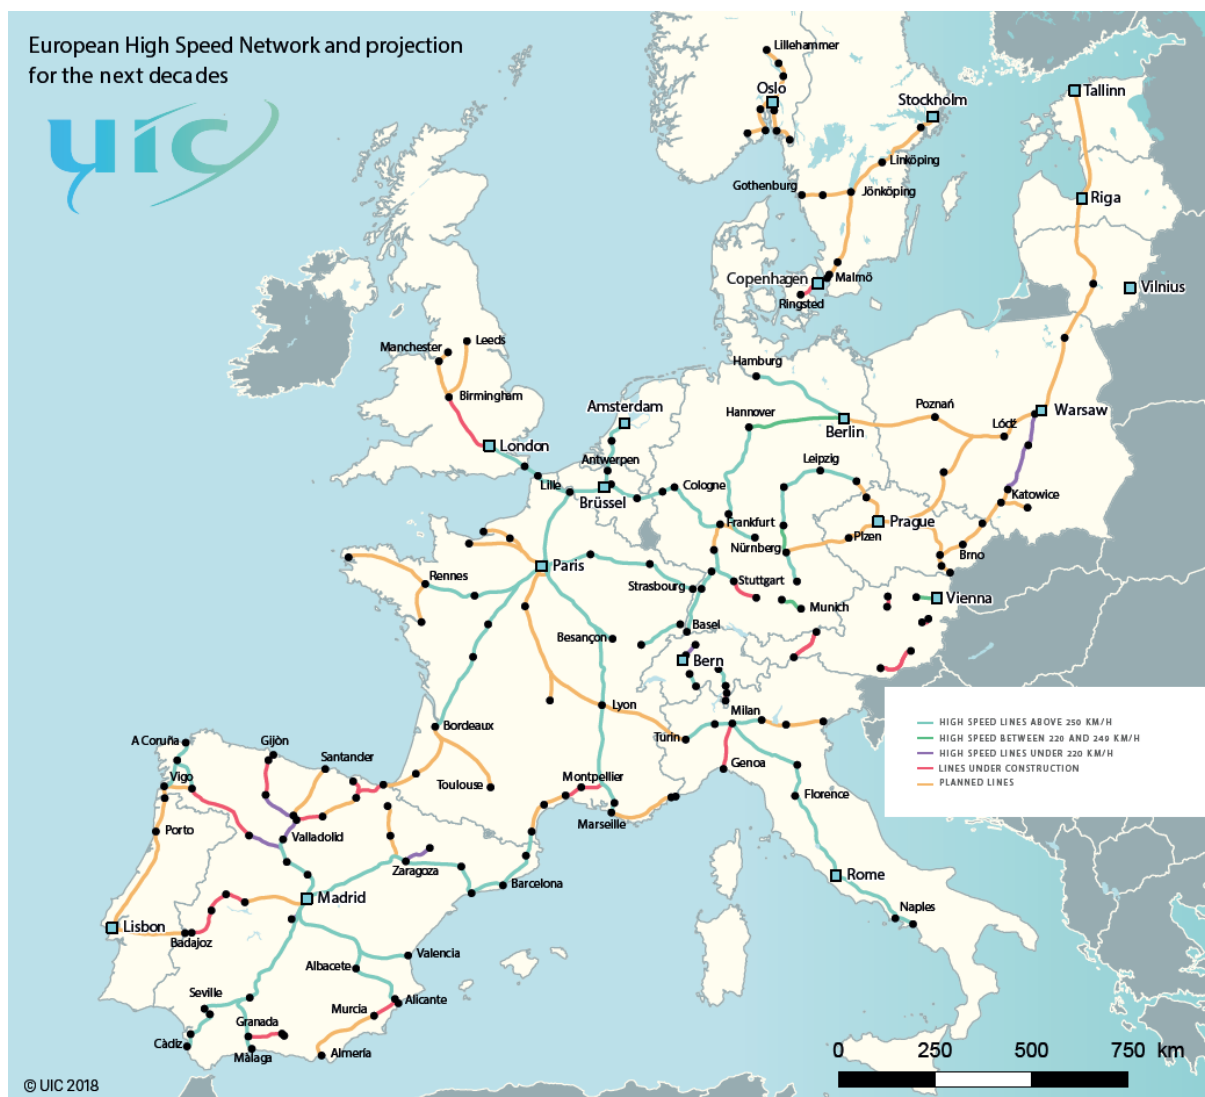 European High Speed Network and projection
for the next decades
uic
Lillehammer
Oslo
Stockholm
Tallinn
Linköping
Gothenburg
Jönköping
Riga
Copenhagen
Malmö
Vilnius
Ringsted
Manchester
Leeds
Hamburg
Birmingham
Amsterdam
Hannover
Poznań
Warsaw
Berlin
Lódź
London
Antwerpen
Leipzig
Lille
Cologne
Brüssel
Katowice
Frankfurt
Prague
Nürnberg
Plzen
Brno
Paris
Rennes
Strasbourg
Stuttgart
Vienna
Munich
Besançon
Basel
Bern
Lyon
Milan
Bordeaux
Turin
A Coruña
Gijòn
Santander
Genoa
Vigo
Toulouse
Montpellier
Florence
Marseille
Porto
Valladolid
Zaragoza
Barcelona
Rome
Madrid
Naples
Lisbon
Badajoz
Valencia
Albacete
Seville
Alicante
Murcia
Granada
Càdiz
Màlaga
Almería
HIGH SPEED LINES ABOVE 250 KM/H
HIGH SPEED BETWEEN 220 AND 249 KM/H
HIGH SPEED LINES UNDER 220 KM/H
LINES UNDER CONSTRUCTION
PLANNED LINES
0 250 500 750 km
© UIC 2018